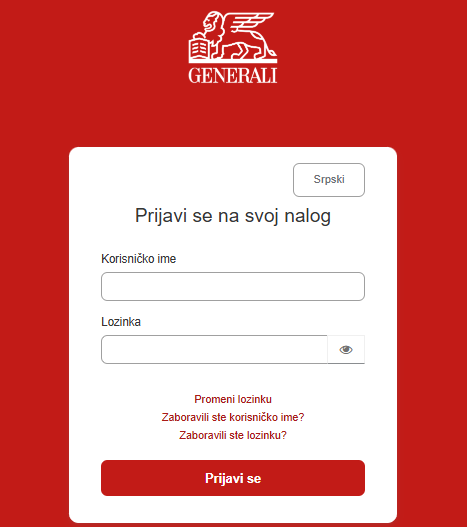 GENERALI
Srpski
Prijavi se na svoj nalog
Korisničko ime
Lozinka
Promeni lozinku
Zaboravili ste korisničko ime?
Zaboravili ste lozinku?
Prijavi se